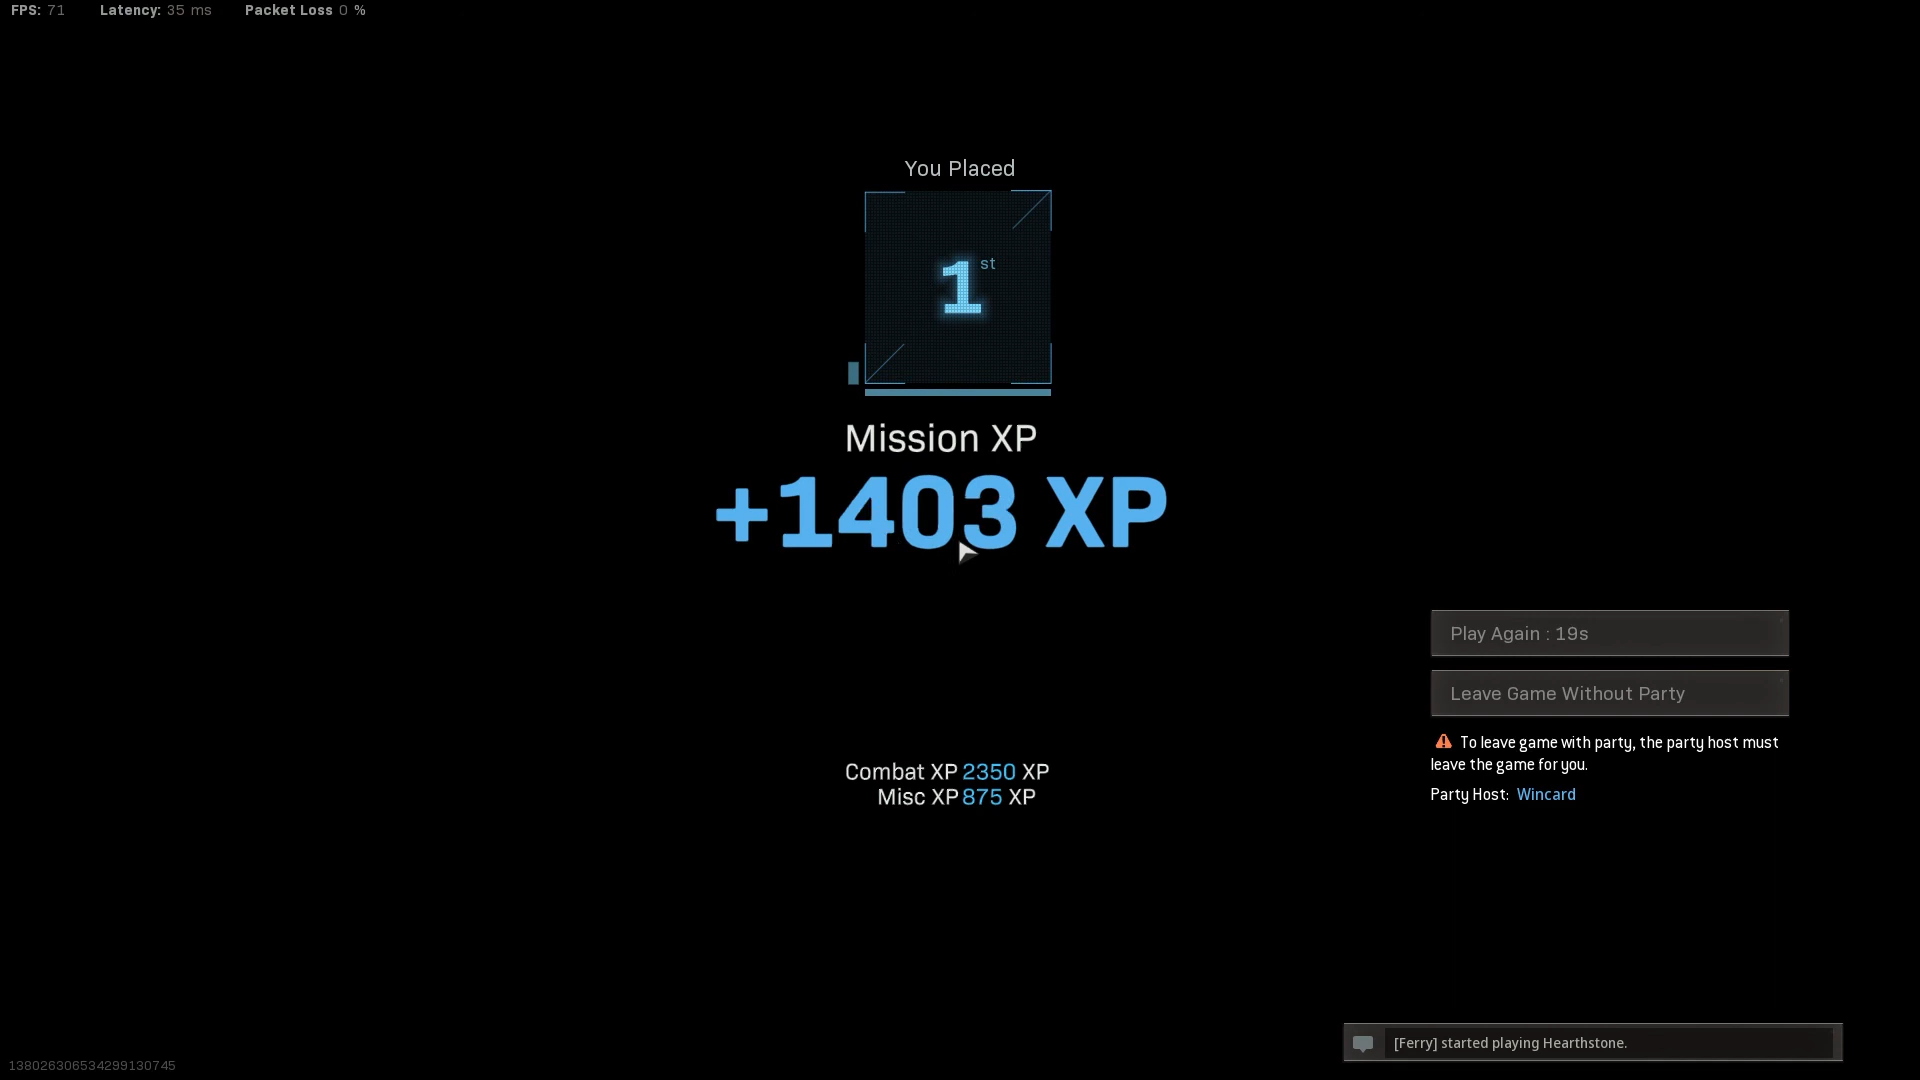 FPS: 71 Latency: 35 ms Packet Loss 0 %
You Placed
1st
Mission XP
+1403 XP
Play Again : 19s
Leave Game Without Party
To leave game with party, the party host must
leave the game for you.
Party Host: Wincard
Combat XP 2350 XP
Misc XP 875 XP
[Ferry] started playing Hearthstone.
138026306534299130745